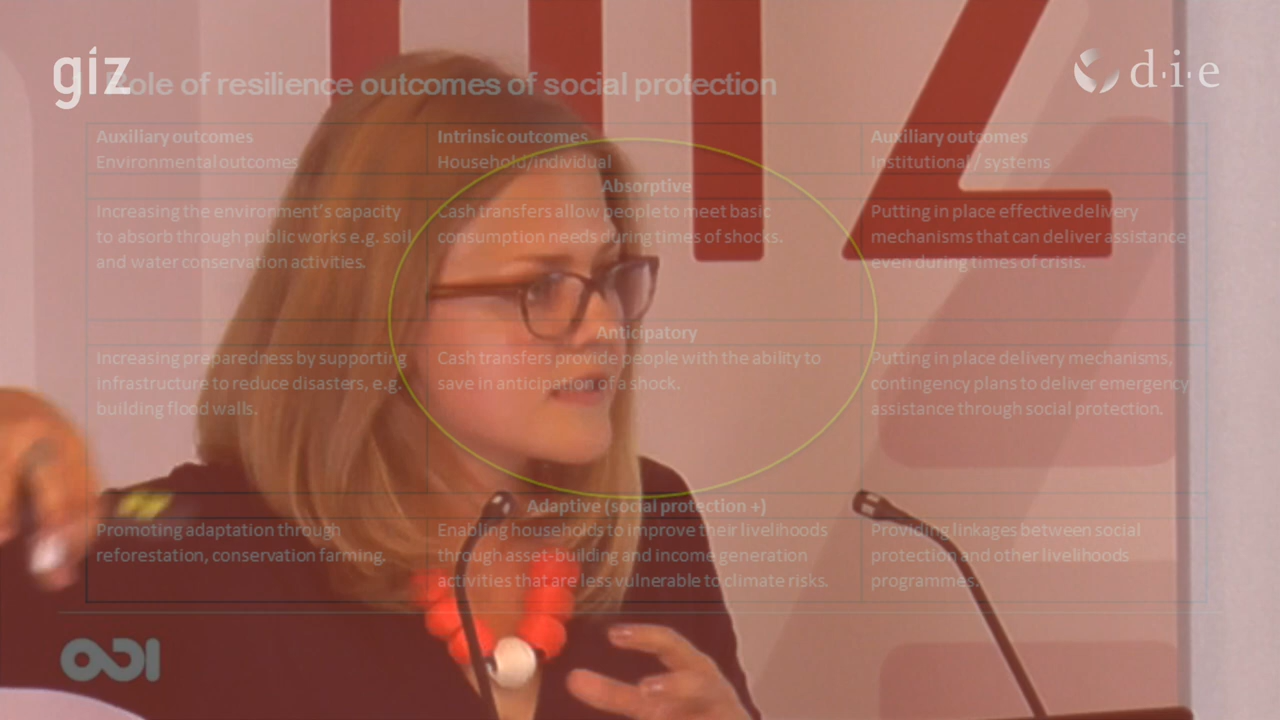 giz
d·i·e
Role of resilience outcomes of social protection
Auxiliary outcomes
Environmental outcomes
Intrinsic outcomes
Household/individual
Auxiliary outcomes
Institutional / systems
Absorptive
Increasing the environment's capacity
to absorb through public works e.g. soil
and water conservation activities.
Cash transfers allow people to meet basic
consumption needs during times of shocks.
Putting in place effective delivery
mechanisms that can deliver assistance
even during times of crisis.
Anticipatory
Increasing preparedness by supporting
infrastructure to reduce disasters, e.g.
building flood walls.
Cash transfers provide people with the ability to
save in anticipation of a shock.
Putting in place delivery mechanisms,
contingency plans to deliver emergency
assistance through social protection.
Adaptive (social protection +)
Promoting adaptation through
reforestation, conservation farming.
Enabling households to improve their livelihoods
through asset-building and income generation
activities that are less vulnerable to climate risks.
Providing linkages between social
protection and other livelihoods
programmes.
ODI